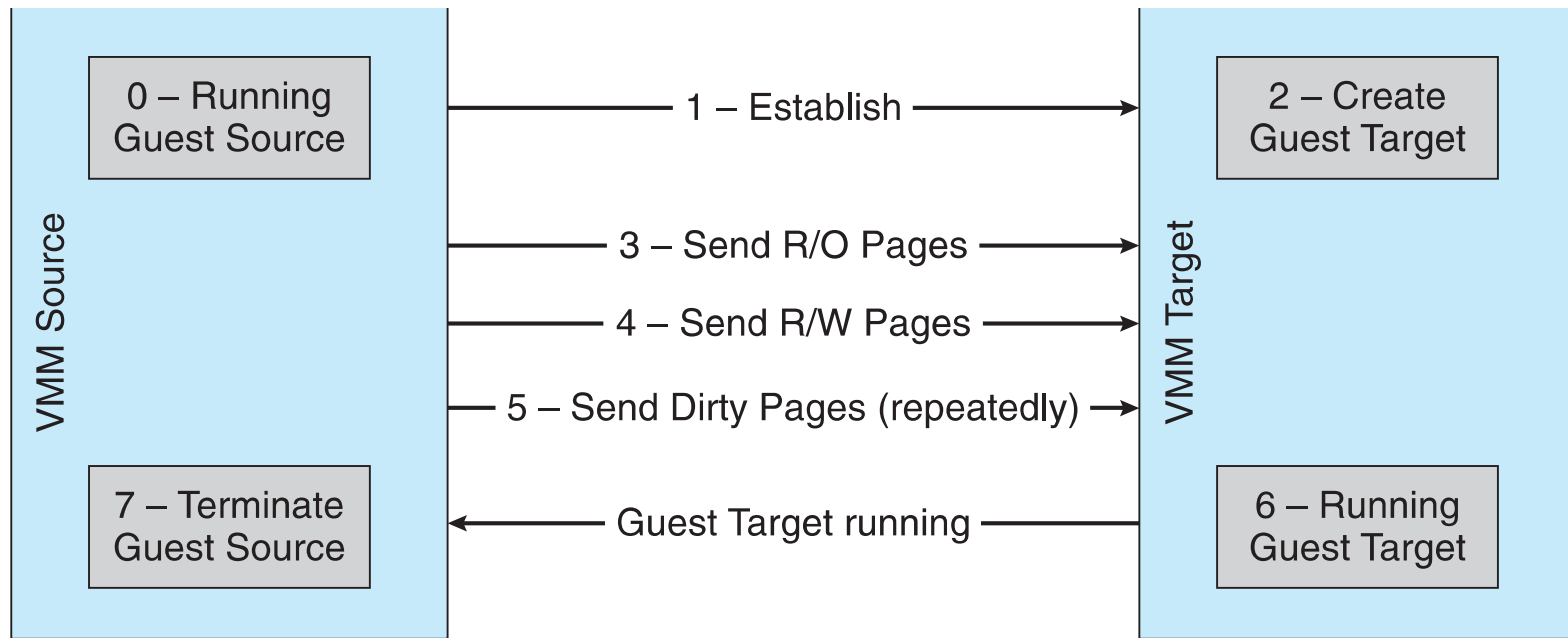 VMM Source
0 – Running
Guest Source
1 – Establish
2 – Create
Guest Target
3 – Send R/O Pages
4 – Send R/W Pages
5 – Send Dirty Pages (repeatedly)
VMM Target
7 – Terminate
Guest Source
Guest Target running
6 – Running
Guest Target